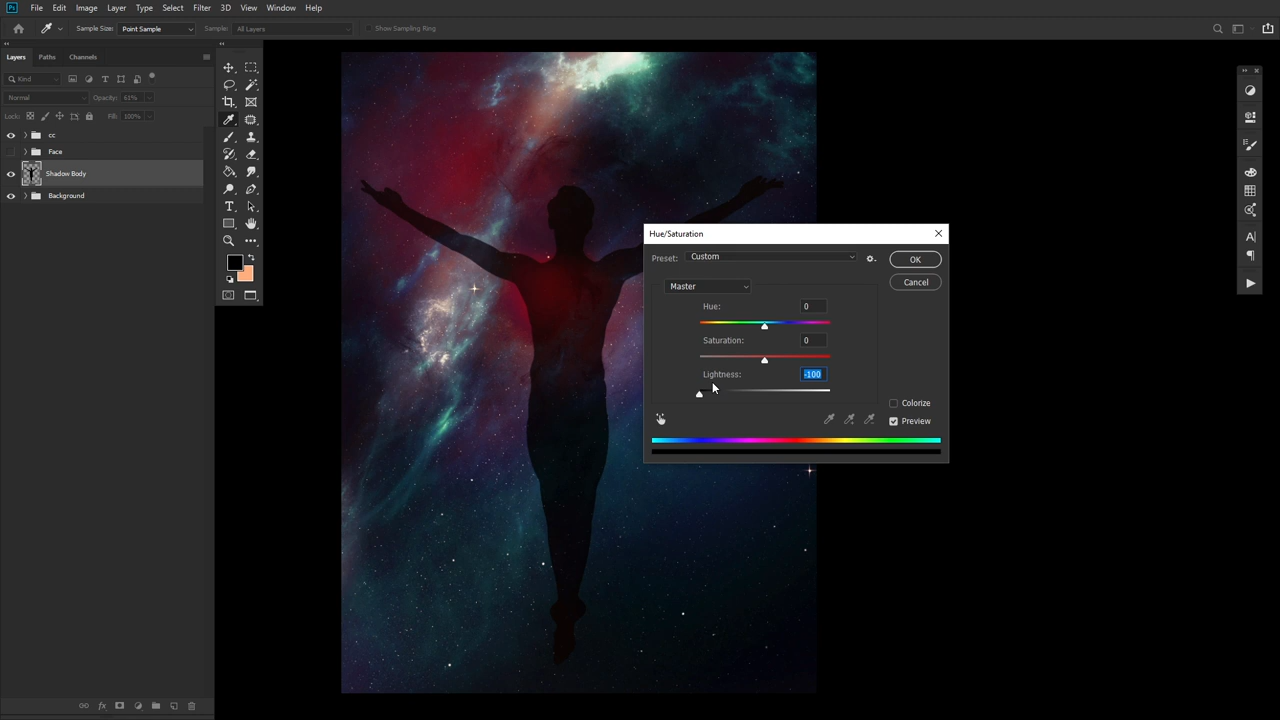 Ps File Edit Image Layer Type Select Filter 3D View Window Help
Sample Size: Point Sample Sample: All Layers Show Sampling Ring
Layers Paths Channels
Kind
Normal Opacity: 61%
Lock: Fill: 100%
cc
Face
Shadow Body
Background
Hue/Saturation
Preset: Custom
OK
Master
Cancel
Hue: 0
Saturation: 0
Lightness: -100
Colorize
Preview